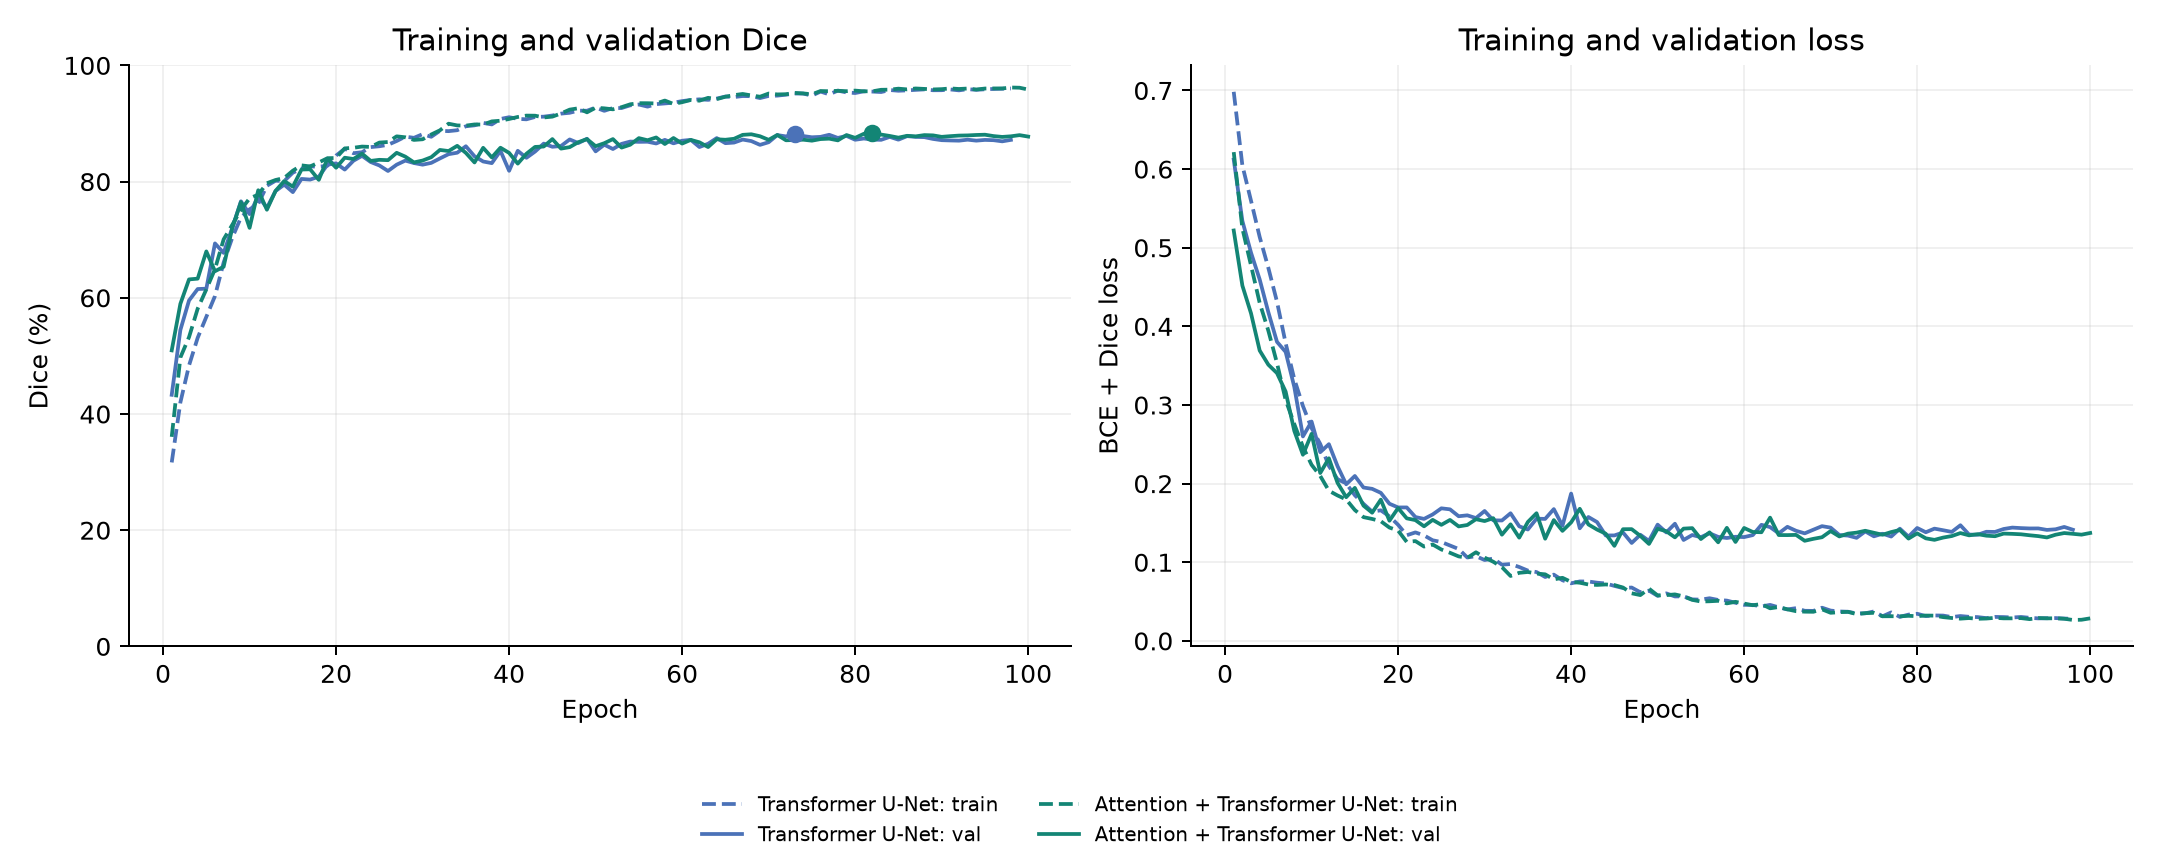 Training and validation Dice
Dice (%)
100
80
60
40
20
0
0 20 40 60 80 100
Epoch
Training and validation loss
BCE + Dice loss
0.7
0.6
0.5
0.4
0.3
0.2
0.1
0.0
0 20 40 60 80 100
Epoch
Transformer U-Net: train
Transformer U-Net: val
Attention + Transformer U-Net: train
Attention + Transformer U-Net: val